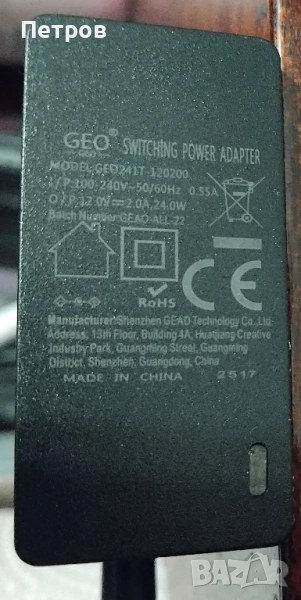 Петров
GEO® SWITCHING POWER ADAPTER
MODEL:GEO241T-120200
I/P:100-240V~50/60Hz 0.55A
O/P:12.0V⎓2.0A,24.0W
Batch Number:GEAO-ALL-22
RoHS
CE
Manufacturer:Shenzhen GEAO Technology Co.,Ltd.
Address: 13th Floor, Building 4A, Huaqiang Creative
Industry Park, Guangming Street, Guangming
District, Shenzhen, Guangdong, China
MADE IN CHINA 2517
bazar